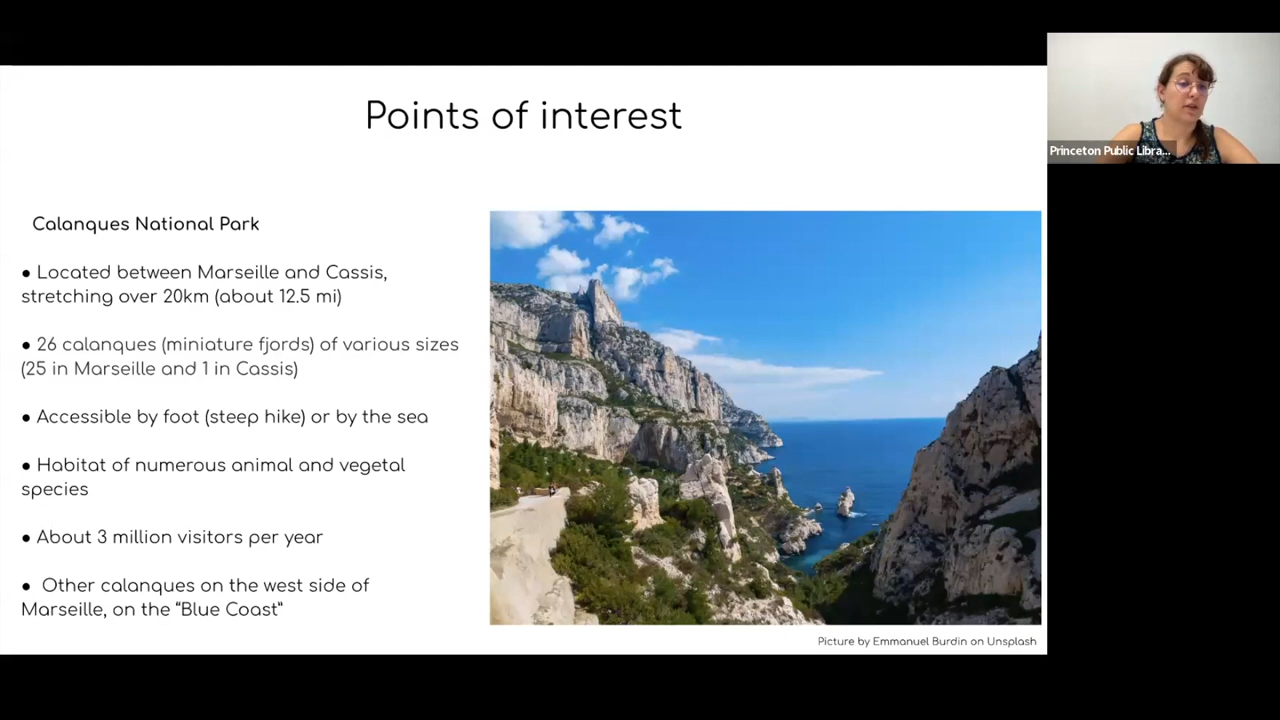 Points of interest
Princeton Public Libra...
Calanques National Park
● Located between Marseille and Cassis,
stretching over 20km (about 12.5 mi)
● 26 calanques (miniature fjords) of various sizes
(25 in Marseille and 1 in Cassis)
● Accessible by foot (steep hike) or by the sea
● Habitat of numerous animal and vegetal
species
● About 3 million visitors per year
● Other calanques on the west side of
Marseille, on the “Blue Coast”
Picture by Emmanuel Burdin on Unsplash